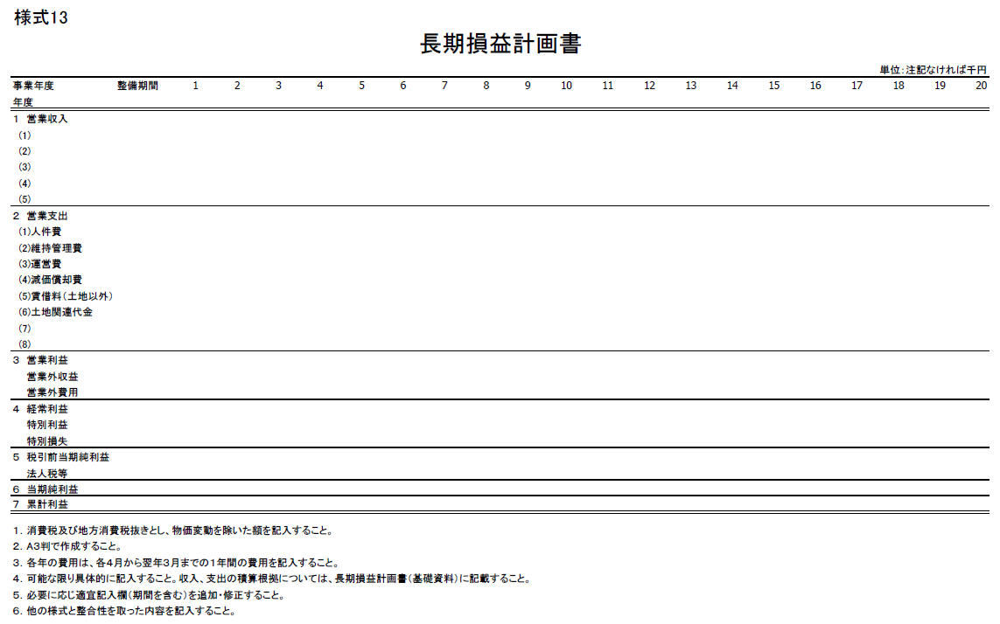 様式13
長期損益計画書
単位：注記なければ千円
事業年度 整備期間 1 2 3 4 5 6 7 8 9 10 11 12 13 14 15 16 17 18 19 20
年度
1 営業収入
(1)
(2)
(3)
(4)
(5)
2 営業支出
(1)人件費
(2)維持管理費
(3)運営費
(4)減価償却費
(5)賃借料（土地以外）
(6)土地関連代金
(7)
(8)
3 営業利益
営業外収益
営業外費用
4 経常利益
特別利益
特別損失
5 税引前当期純利益
法人税等
6 当期純利益
7 累計利益
1．消費税及び地方消費税抜きとし、物価変動を除いた額を記入すること。
2．A3判で作成すること。
3．各年の費用は、各４月から翌年３月までの１年間の費用を記入すること。
4．可能な限り具体的に記入すること。収入、支出の積算根拠については、長期損益計画書（基礎資料）に記載すること。
5．必要に応じ適宜記入欄（期間を含む）を追加・修正すること。
6．他の様式と整合性を取った内容を記入すること。